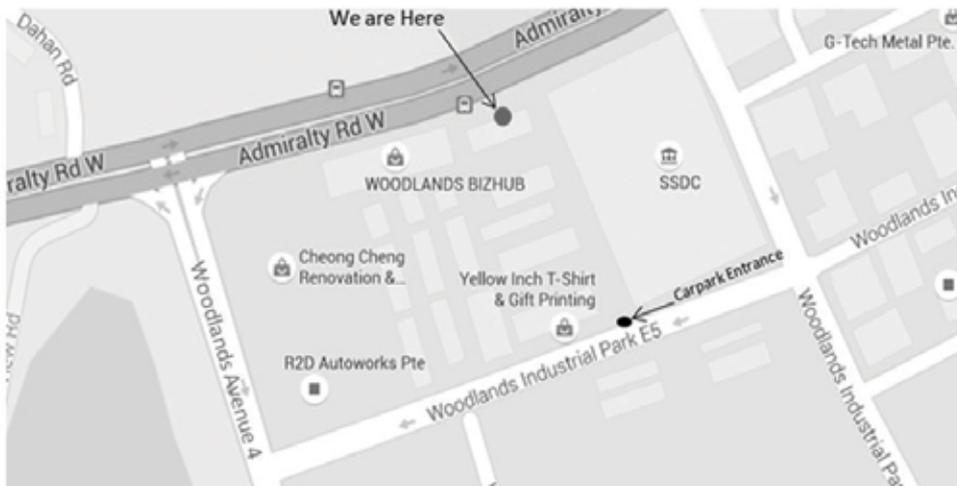 We are Here
Admiralty
Dahan Rd
G-Tech Metal Pte.
Admiralty Rd W
ralty Rd W
WOODLANDS BIZHUB
SSDC
Woodlands In
Cheong Cheng
Renovation &...
Yellow Inch T-Shirt
& Gift Printing
Carpark Entrance
Woodlands Avenue 4
Woodlands Industrial Park E5
R2D Autoworks Pte
Woodlands Industrial Par